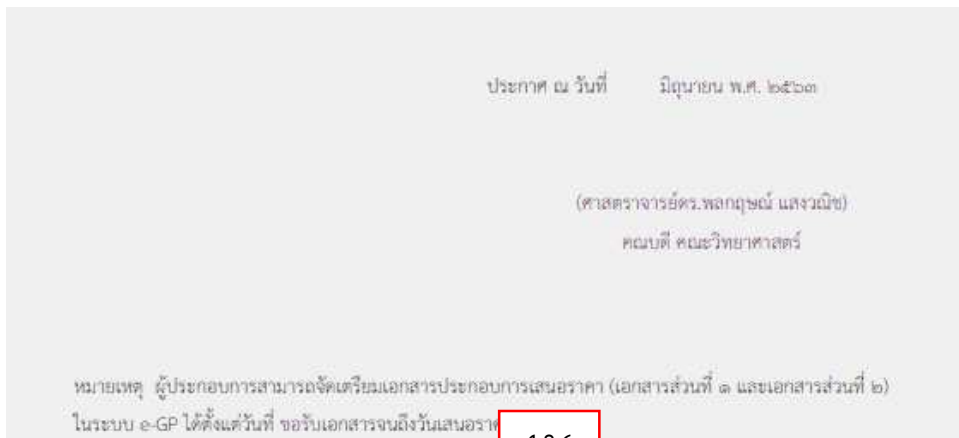 ประกาศ ณ วันที่ มิถุนายน พ.ศ. ๒๕๖๓
(ศาสตราจารย์ดร.พลกฤษณ์ แสงวณิช)
คณบดี คณะวิทยาศาสตร์
หมายเหตุ ผู้ประกอบการสามารถจัดเตรียมเอกสารประกอบการเสนอราคา (เอกสารส่วนที่ ๑ และเอกสารส่วนที่ ๒)
ในระบบ e-GP ได้ตั้งแต่วันที่ ขอรับเอกสารจนถึงวันเสนอราค